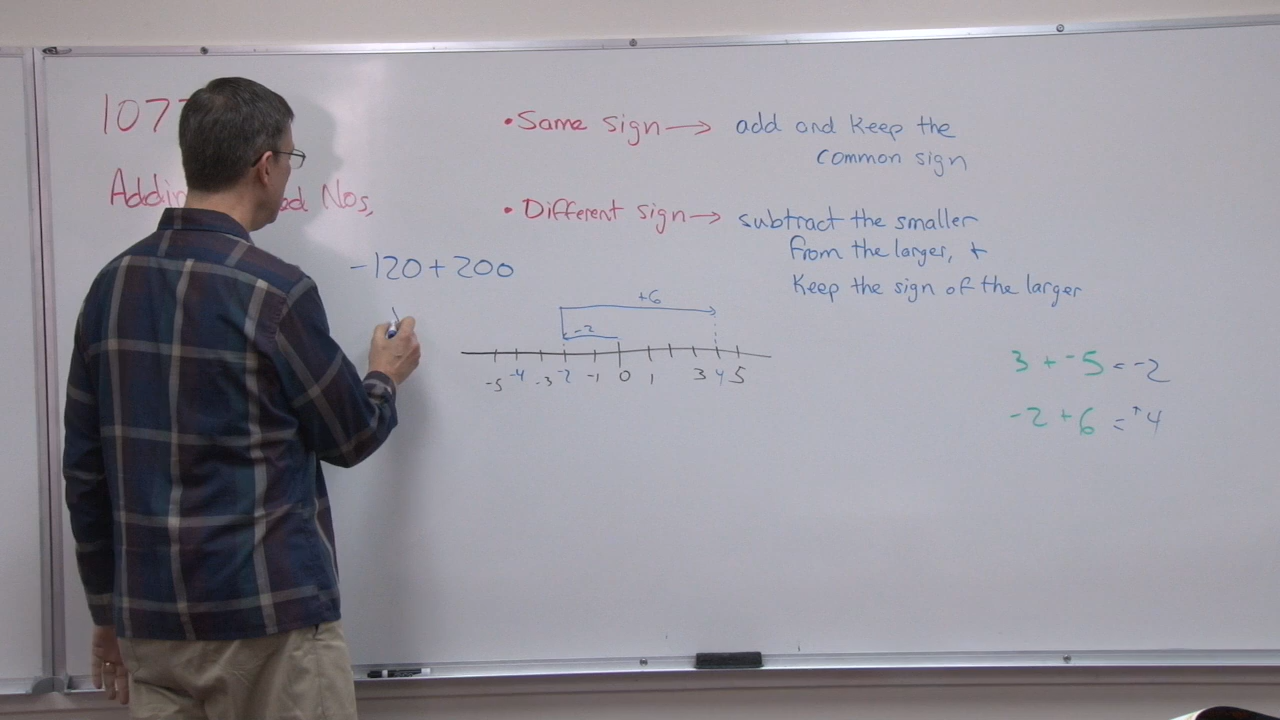 107
• Same sign → add and keep the
common sign
Nos,
• Different sign → subtract the smaller
from the larger, +
keep the sign of the larger
-120 + 200
+6
-2
-5 -4 -3 -2 -1 0 1 3 4 5
3 + -5 = -2
-2 + 6 = +4